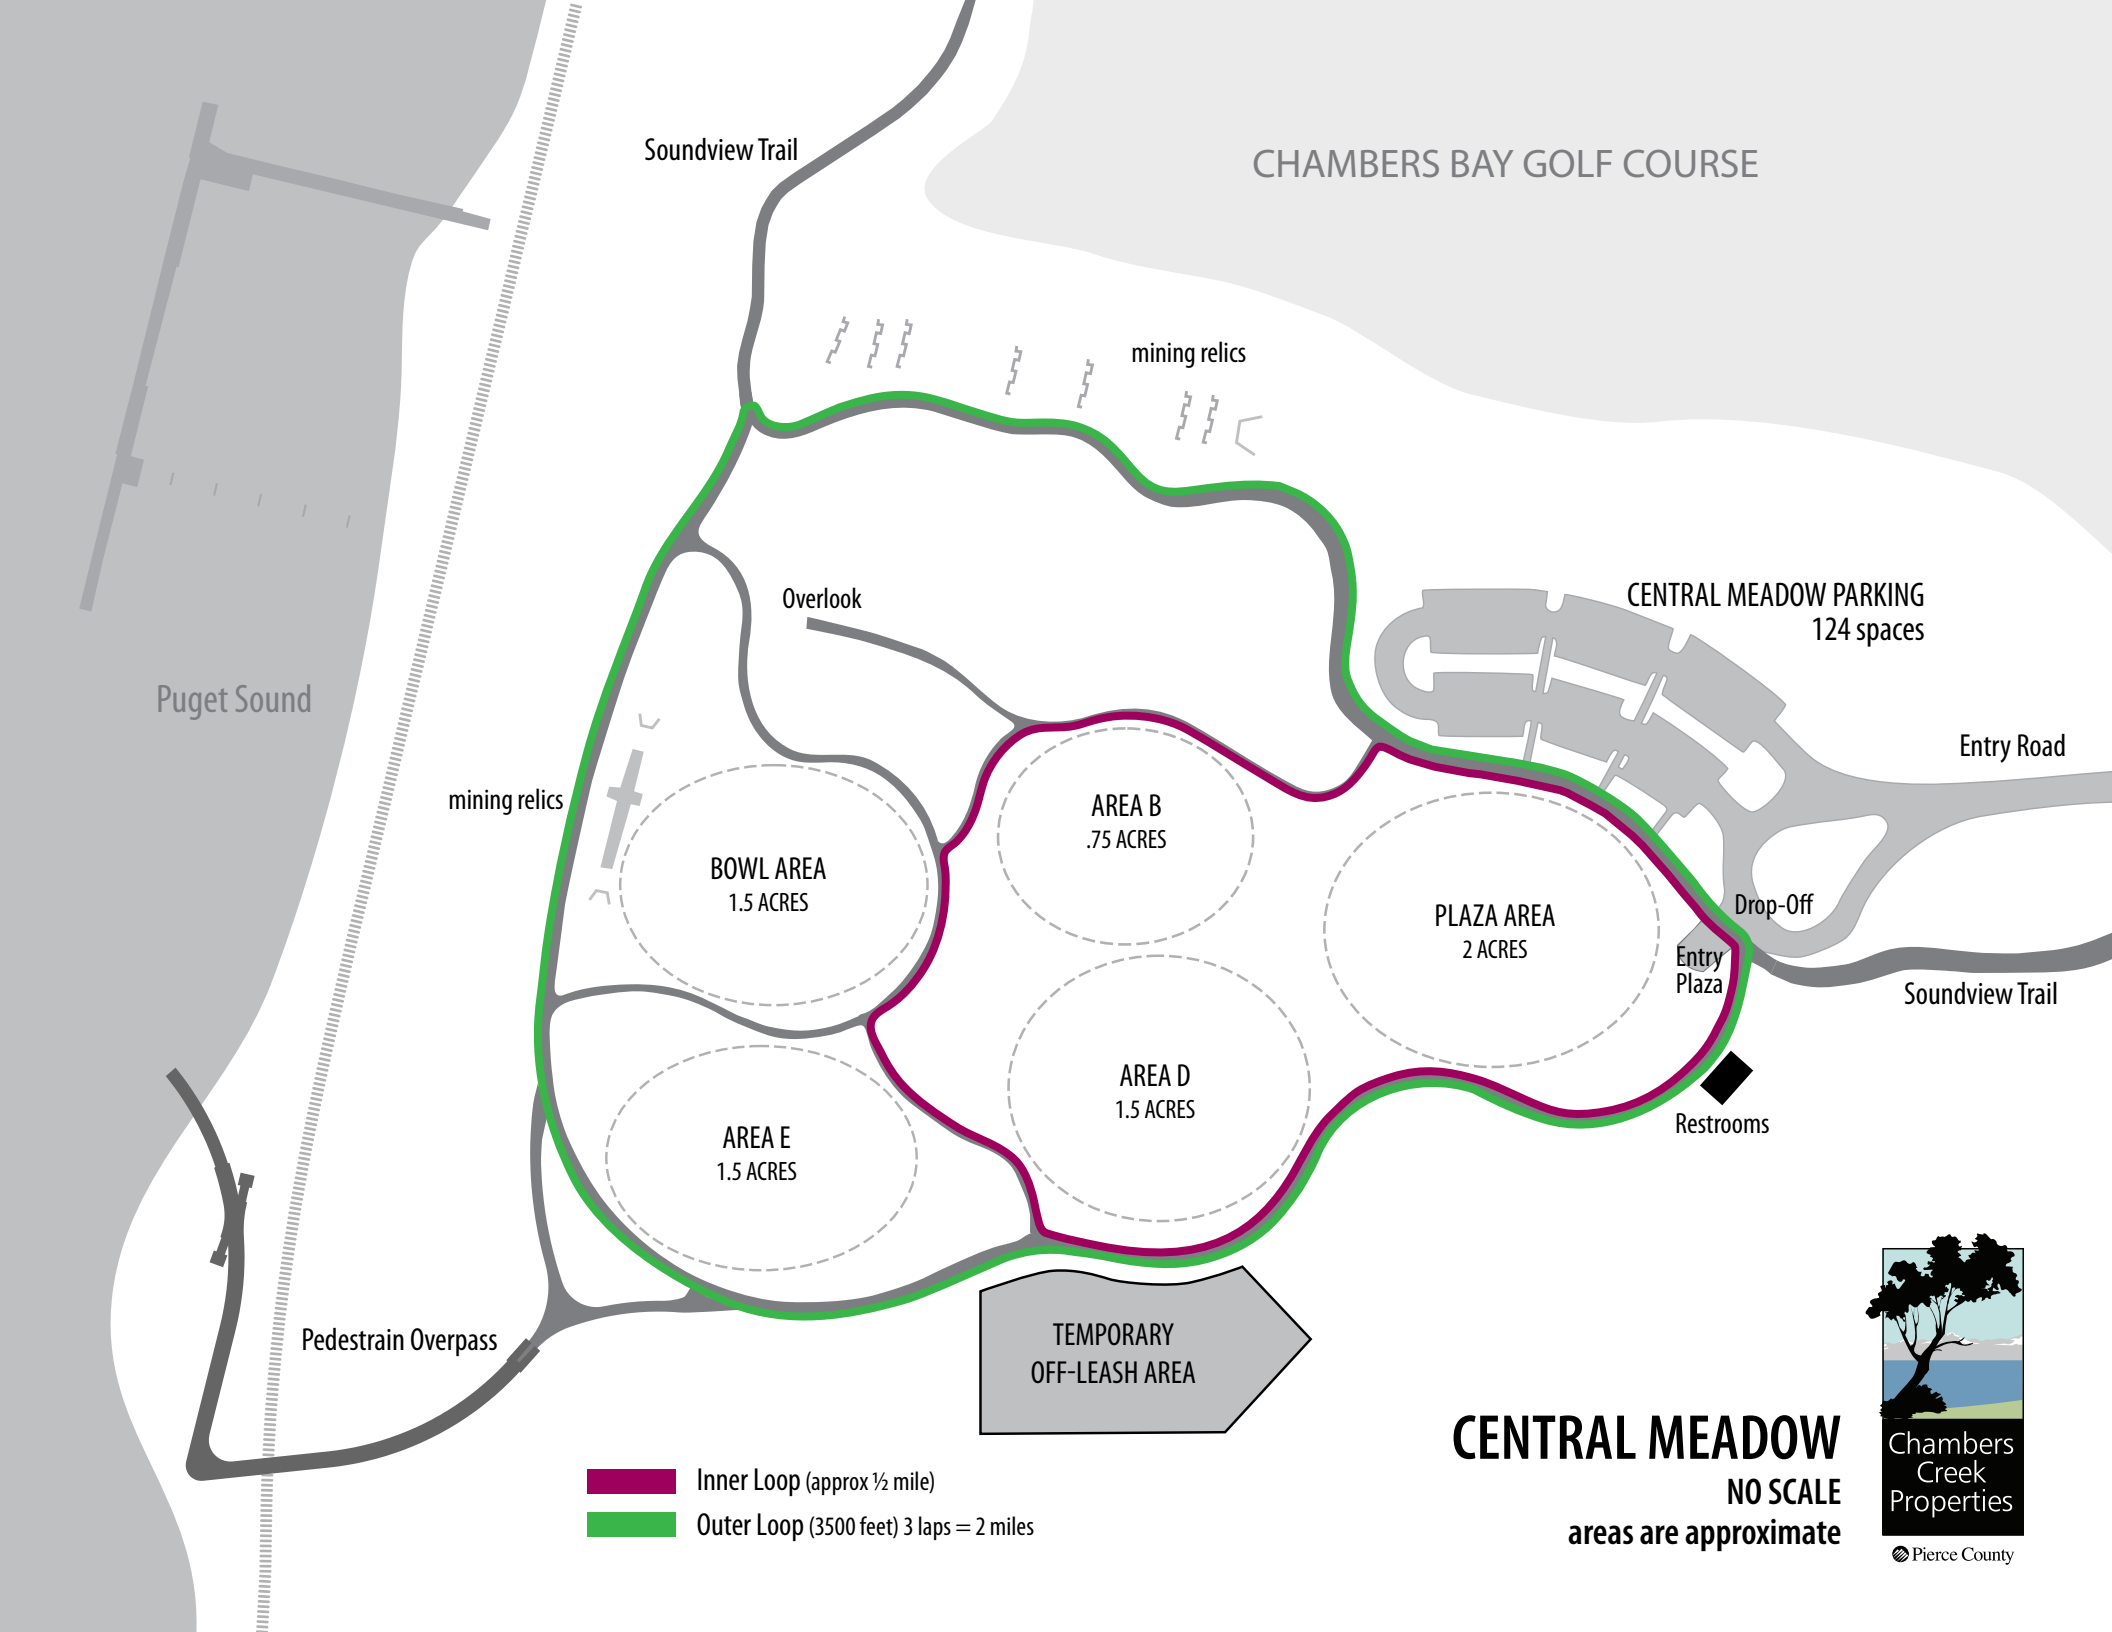 Soundview Trail
CHAMBERS BAY GOLF COURSE
mining relics
Overlook
CENTRAL MEADOW PARKING
124 spaces
Puget Sound
Entry Road
mining relics
AREA B
.75 ACRES
BOWL AREA
1.5 ACRES
PLAZA AREA
2 ACRES
Drop-Off
Entry
Plaza
Soundview Trail
AREA D
1.5 ACRES
Restrooms
AREA E
1.5 ACRES
Pedestrain Overpass
TEMPORARY
OFF-LEASH AREA
Inner Loop (approx ½ mile)
Outer Loop (3500 feet) 3 laps = 2 miles
CENTRAL MEADOW
NO SCALE
areas are approximate
Chambers
Creek
Properties
Pierce County